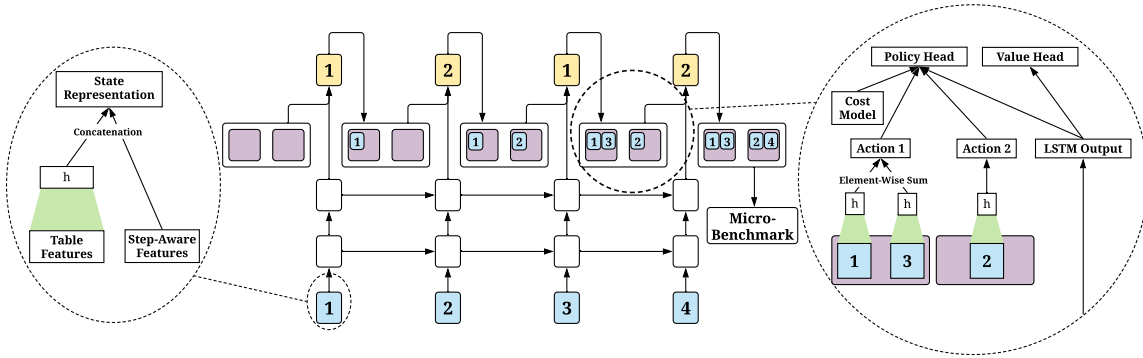 State
Representation
Concatenation
h
Table
Features
Step-Aware
Features
1
2
1
2
1
1
2
1 3
2
1 3
2 4
Micro-
Benchmark
1
2
3
4
Policy Head
Value Head
Cost
Model
Action 1
Action 2
LSTM Output
Element-Wise Sum
h
h
h
1
3
2